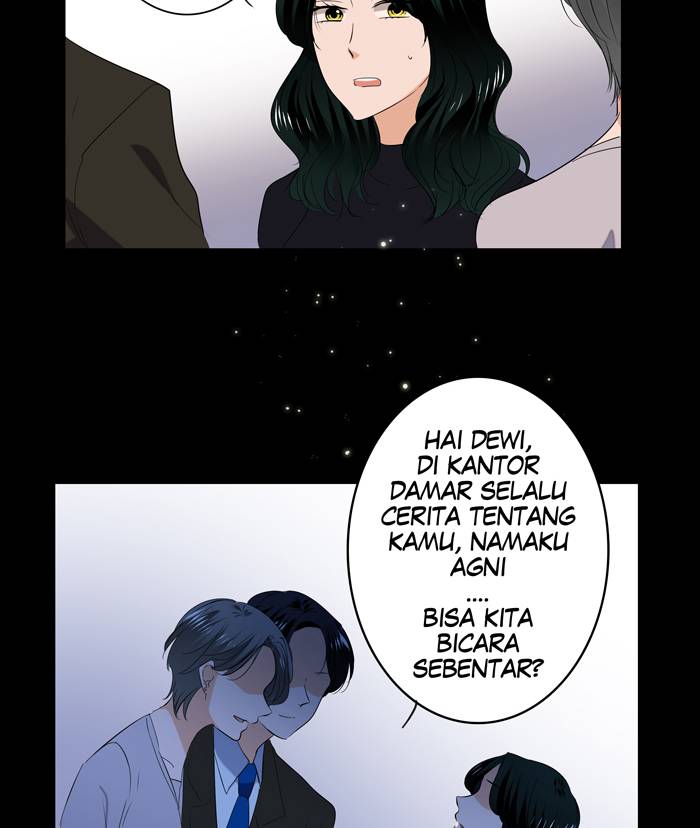 HAI DEWI,
DI KANTOR
DAMAR SELALU
CERITA TENTANG
KAMU, NAMAKU
AGNI
....
BISA KITA
BICARA
SEBENTAR?